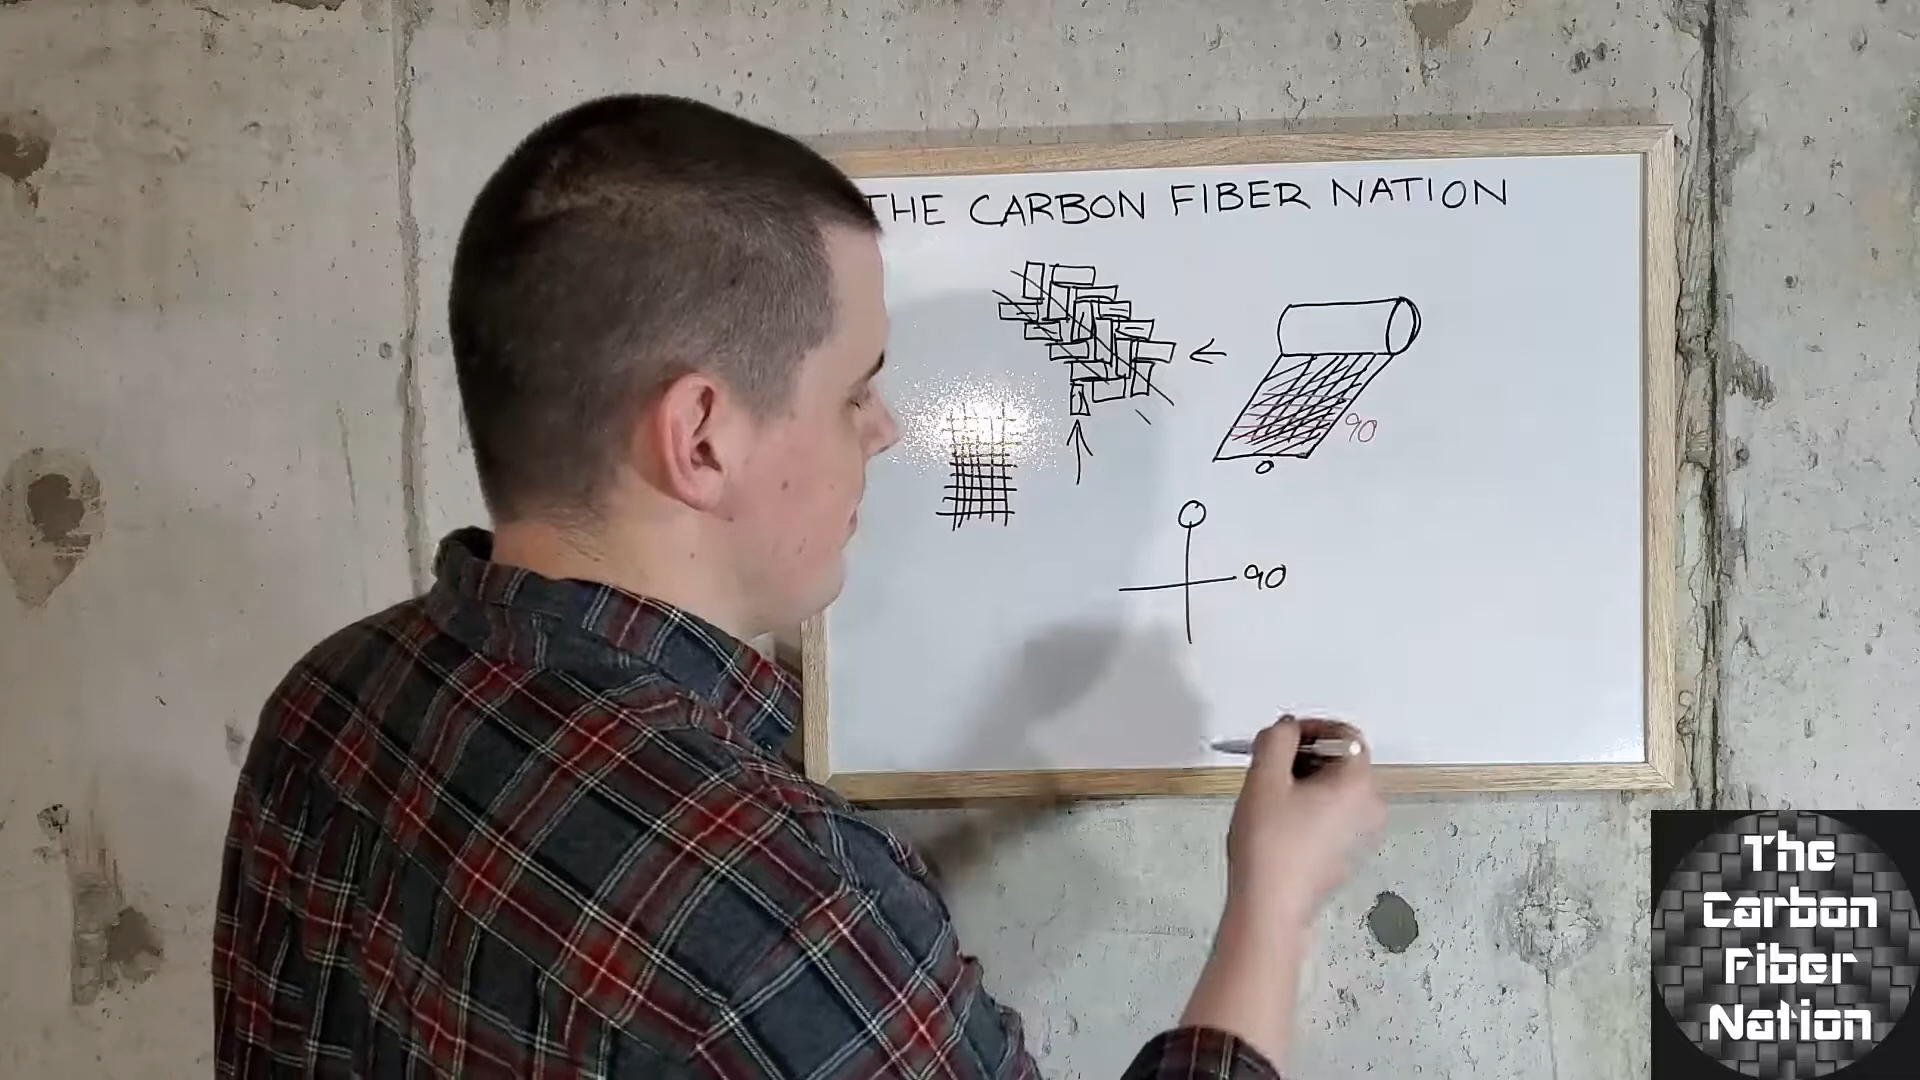 THE CARBON FIBER NATION
90
0
0
90
The
Carbon
Fiber
Nation